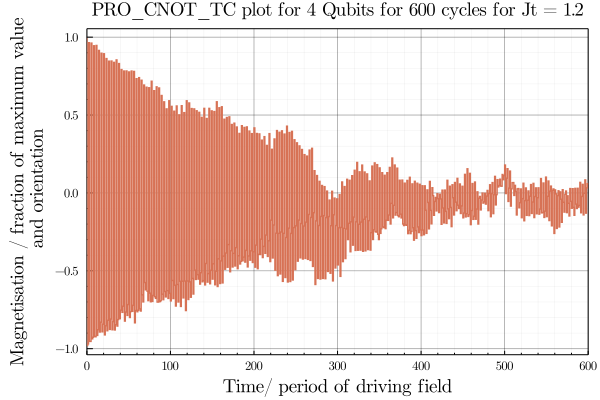 PRO_CNOT_TC plot for 4 Qubits for 600 cycles for Jt = 1.2
Magnetisation / fraction of maximum value
and orientation
1.0
0.5
0.0
−0.5
−1.0
0 100 200 300 400 500 600
Time/ period of driving field